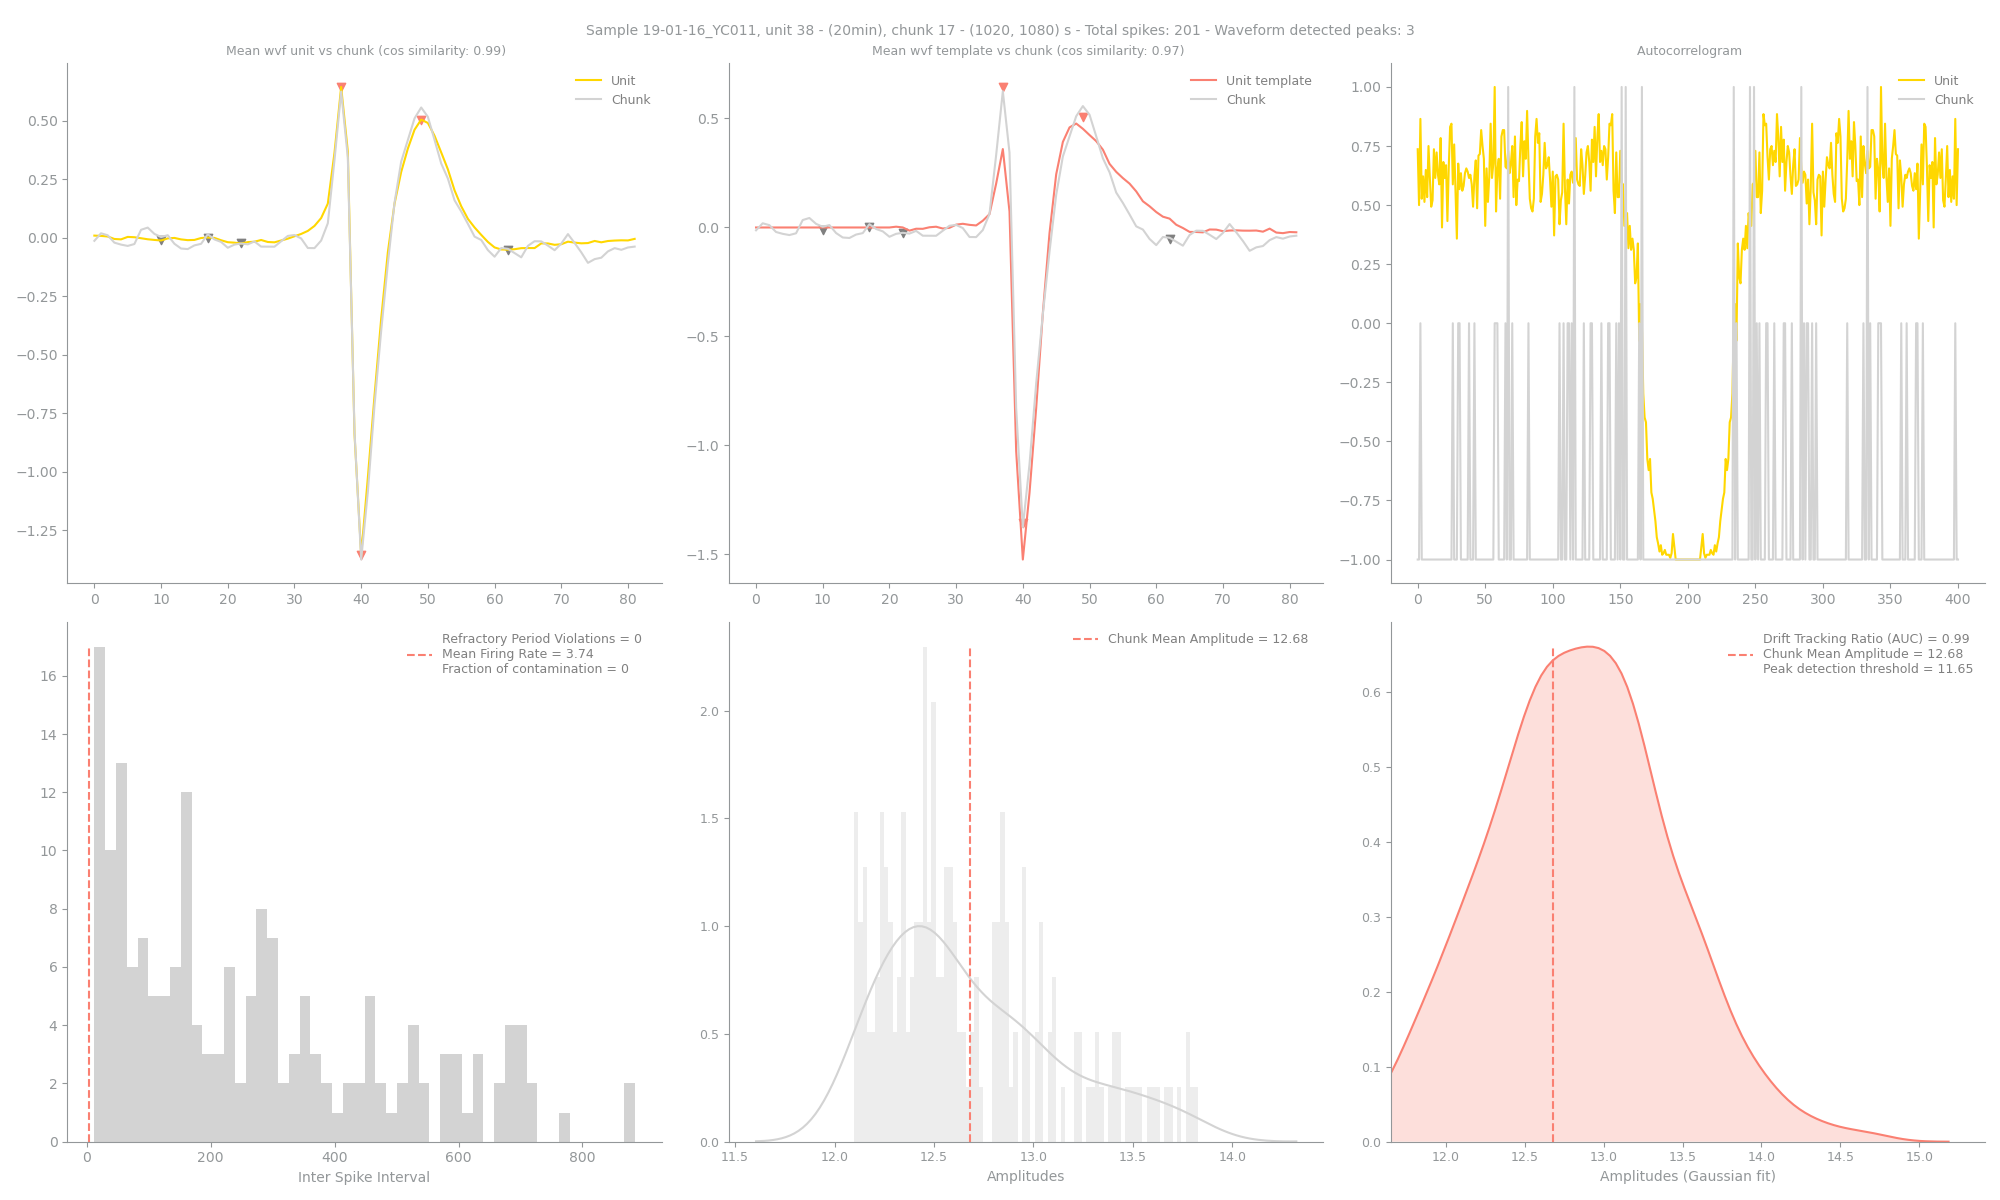 Sample 19-01-16_YC011, unit 38 - (20min), chunk 17 - (1020, 1080) s - Total spikes: 201 - Waveform detected peaks: 3
Mean wvf unit vs chunk (cos similarity: 0.99)
Unit
Chunk
0.50
0.25
0.00
−0.25
−0.50
−0.75
−1.00
−1.25
0 10 20 30 40 50 60 70 80
Mean wvf template vs chunk (cos similarity: 0.97)
Unit template
Chunk
0.5
0.0
−0.5
−1.0
−1.5
0 10 20 30 40 50 60 70 80
Autocorrelogram
Unit
Chunk
1.00
0.75
0.50
0.25
0.00
−0.25
−0.50
−0.75
−1.00
0 50 100 150 200 250 300 350 400
Refractory Period Violations = 0
Mean Firing Rate = 3.74
Fraction of contamination = 0
16
14
12
10
8
6
4
2
0
0 200 400 600 800
Inter Spike Interval
Chunk Mean Amplitude = 12.68
2.0
1.5
1.0
0.5
0.0
11.5 12.0 12.5 13.0 13.5 14.0
Amplitudes
Drift Tracking Ratio (AUC) = 0.99
Chunk Mean Amplitude = 12.68
Peak detection threshold = 11.65
0.6
0.5
0.4
0.3
0.2
0.1
0.0
12.0 12.5 13.0 13.5 14.0 14.5 15.0
Amplitudes (Gaussian fit)